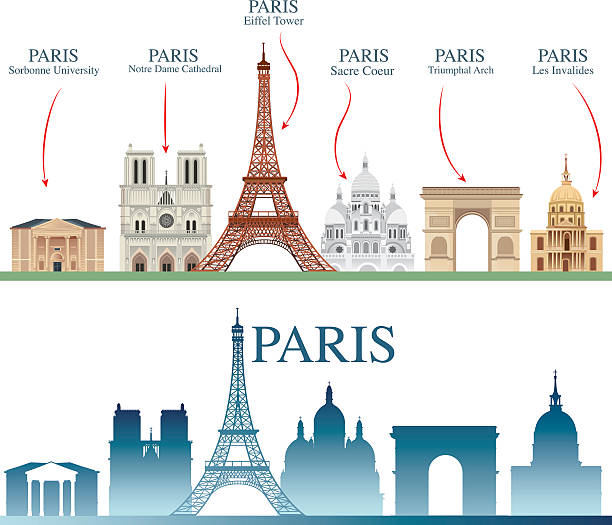 PARIS
Eiffel Tower
PARIS
Sorbonne University
PARIS
Notre Dame Cathedral
PARIS
Sacre Coeur
PARIS
Triumphal Arch
PARIS
Les Invalides
PARIS